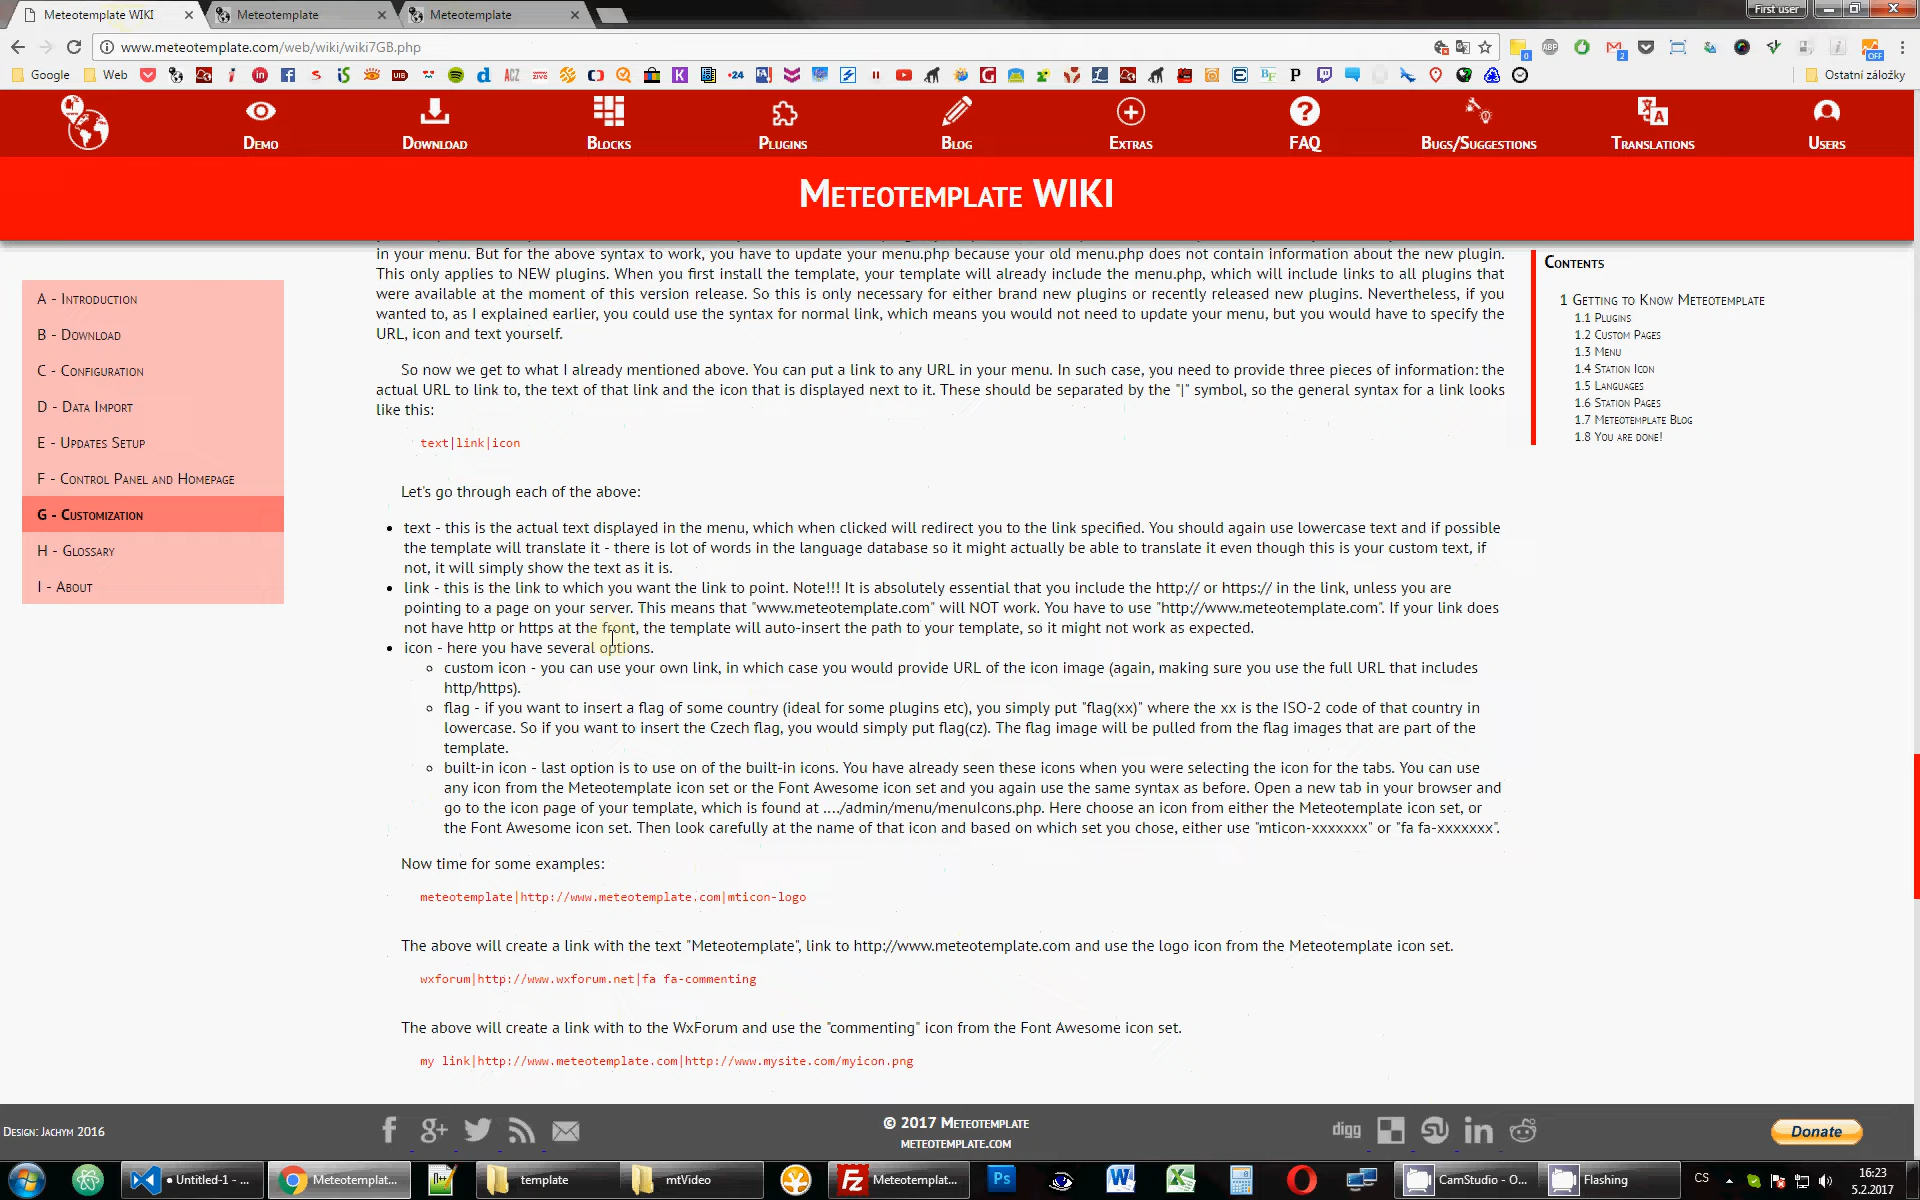 Meteotemplate WIKI
Meteotemplate
Meteotemplate
First user
www.meteotemplate.com/web/wiki/wiki7GB.php
Google
Web
Ostatní záložky
Demo
Download
Blocks
Plugins
Blog
Extras
FAQ
Bugs/Suggestions
Translations
Users
Meteotemplate WIKI
A - Introduction
B - Download
C - Configuration
D - Data Import
E - Updates Setup
F - Control Panel and Homepage
G - Customization
H - Glossary
I - About
in your menu. But for the above syntax to work, you have to update your menu.php because your old menu.php does not contain information about the new plugin.
This only applies to NEW plugins. When you first install the template, your template will already include the menu.php, which will include links to all plugins that
were available at the moment of this version release. So this is only necessary for either brand new plugins or recently released new plugins. Nevertheless, if you
wanted to, as I explained earlier, you could use the syntax for normal link, which means you would not need to update your menu, but you would have to specify the
URL, icon and text yourself.
So now we get to what I already mentioned above. You can put a link to any URL in your menu. In such case, you need to provide three pieces of information: the
actual URL to link to, the text of that link and the icon that is displayed next to it. These should be separated by the "|" symbol, so the general syntax for a link looks
like this:
text|link|icon
Let's go through each of the above:
text - this is the actual text displayed in the menu, which when clicked will redirect you to the link specified. You should again use lowercase text and if possible
the template will translate it - there is lot of words in the language database so it might actually be able to translate it even though this is your custom text, if
not, it will simply show the text as it is.
link - this is the link to which you want the link to point. Note!!! It is absolutely essential that you include the http:// or https:// in the link, unless you are
pointing to a page on your server. This means that "www.meteotemplate.com" will NOT work. You have to use "http://www.meteotemplate.com". If your link does
not have http or https at the front, the template will auto-insert the path to your template, so it might not work as expected.
icon - here you have several options.
custom icon - you can use your own link, in which case you would provide URL of the icon image (again, making sure you use the full URL that includes
http/https).
flag - if you want to insert a flag of some country (ideal for some plugins etc), you simply put "flag(xx)" where the xx is the ISO-2 code of that country in
lowercase. So if you want to insert the Czech flag, you would simply put flag(cz). The flag image will be pulled from the flag images that are part of the
template.
built-in icon - last option is to use on of the built-in icons. You have already seen these icons when you were selecting the icon for the tabs. You can use
any icon from the Meteotemplate icon set or the Font Awesome icon set and you again use the same syntax as before. Open a new tab in your browser and
go to the icon page of your template, which is found at ..../admin/menu/menuIcons.php. Here choose an icon from either the Meteotemplate icon set, or
the Font Awesome icon set. Then look carefully at the name of that icon and based on which set you chose, either use "mticon-xxxxxxx" or "fa fa-xxxxxxx".
Now time for some examples:
meteotemplate|http://www.meteotemplate.com|mticon-logo
The above will create a link with the text "Meteotemplate", link to http://www.meteotemplate.com and use the logo icon from the Meteotemplate icon set.
wxforum|http://www.wxforum.net|fa fa-commenting
The above will create a link with to the WxForum and use the "commenting" icon from the Font Awesome icon set.
my link|http://www.meteotemplate.com|http://www.mysite.com/myicon.png
Contents
1 Getting to Know Meteotemplate
1.1 Plugins
1.2 Custom Pages
1.3 Menu
1.4 Station Icon
1.5 Languages
1.6 Station Pages
1.7 Meteotemplate Blog
1.8 You are done!
Design: Jachym 2016
© 2017 Meteotemplate
meteotemplate.com
digg
Donate
Untitled-1 - ...
Meteotemplat...
template
mtVideo
Meteotemplat...
CamStudio - O...
Flashing
CS
16:23
5.2.2017